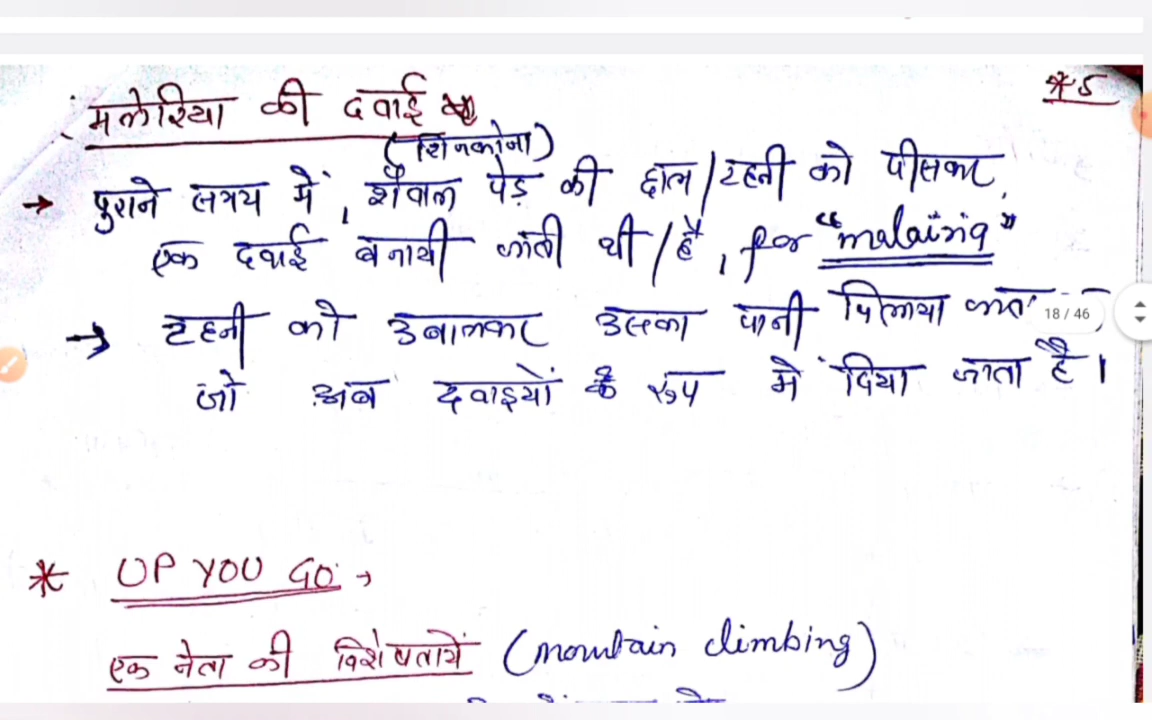 * 5
मलेरिया की दवाई
(शिनकोना)
→ पुराने समय में, शैवाल पेड़ की छाल/टहनी को पीसकर,
एक दवाई बनायी जाती थी/है, for "malairia"
→ टहनी को उबालकर उसका पानी पिलाया
18 / 46
जो अब दवाइयों के रूप में दिया जाता है।
* UP YOU GO →
एक नेता की विशेषतायें (mountain climbing)